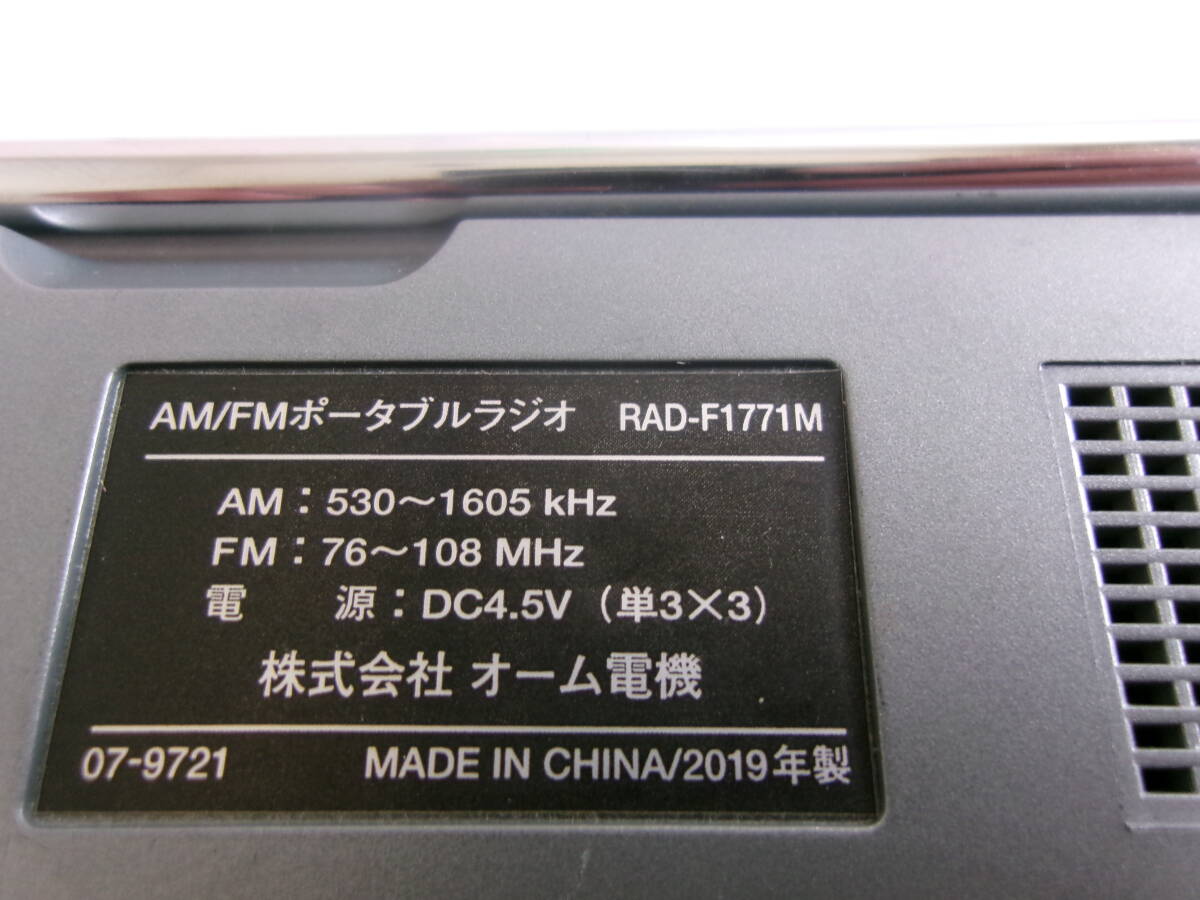 AM/FMポータブルラジオ RAD-F1771M
AM：530～1605 kHz
FM：76～108 MHz
電　源：DC4.5V（単3×3）
株式会社 オーム電機
07-9721 MADE IN CHINA/2019年製